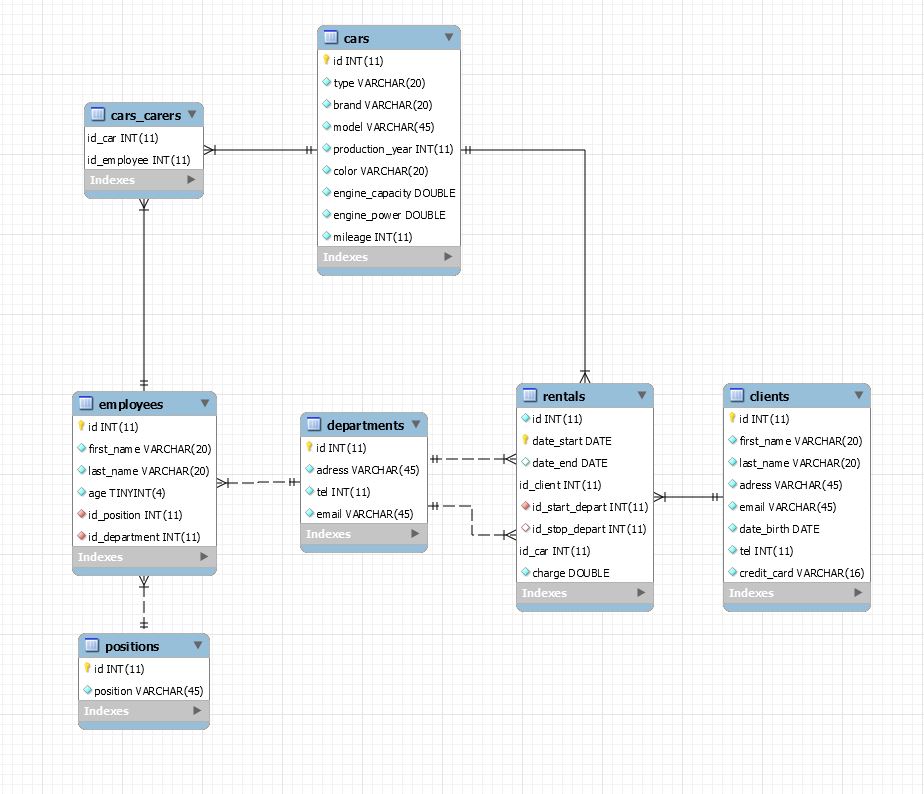 cars
id INT(11)
type VARCHAR(20)
brand VARCHAR(20)
model VARCHAR(45)
production_year INT(11)
color VARCHAR(20)
engine_capacity DOUBLE
engine_power DOUBLE
mileage INT(11)
Indexes
cars_carers
id_car INT(11)
id_employee INT(11)
Indexes
employees
id INT(11)
first_name VARCHAR(20)
last_name VARCHAR(20)
age TINYINT(4)
id_position INT(11)
id_department INT(11)
Indexes
departments
id INT(11)
adress VARCHAR(45)
tel INT(11)
email VARCHAR(45)
Indexes
rentals
id INT(11)
date_start DATE
date_end DATE
id_client INT(11)
id_start_depart INT(11)
id_stop_depart INT(11)
id_car INT(11)
charge DOUBLE
Indexes
clients
id INT(11)
first_name VARCHAR(20)
last_name VARCHAR(20)
adress VARCHAR(45)
email VARCHAR(45)
date_birth DATE
tel INT(11)
credit_card VARCHAR(16)
Indexes
positions
id INT(11)
position VARCHAR(45)
Indexes